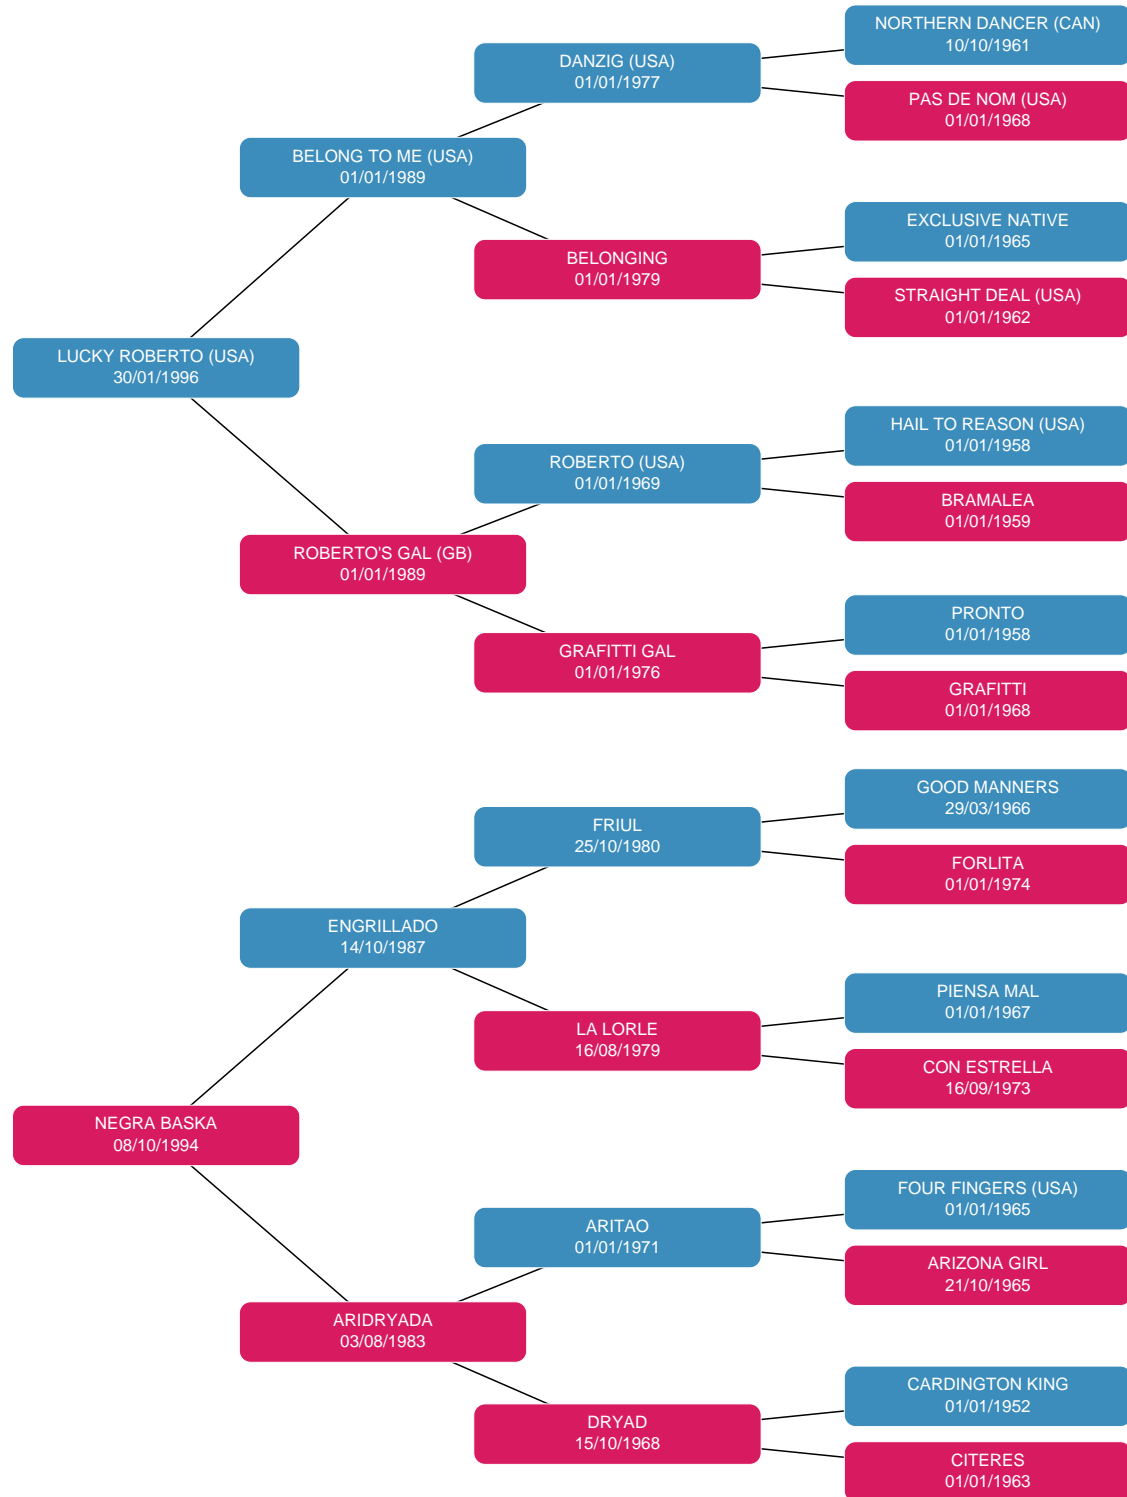 NORTHERN DANCER (CAN)
10/10/1961
DANZIG (USA)
01/01/1977
PAS DE NOM (USA)
01/01/1968
BELONG TO ME (USA)
01/01/1989
EXCLUSIVE NATIVE
01/01/1965
BELONGING
01/01/1979
STRAIGHT DEAL (USA)
01/01/1962
LUCKY ROBERTO (USA)
30/01/1996
HAIL TO REASON (USA)
01/01/1958
ROBERTO (USA)
01/01/1969
BRAMALEA
01/01/1959
ROBERTO'S GAL (GB)
01/01/1989
PRONTO
01/01/1958
GRAFITTI GAL
01/01/1976
GRAFITTI
01/01/1968
GOOD MANNERS
29/03/1966
FRIUL
25/10/1980
FORLITA
01/01/1974
ENGRILLADO
14/10/1987
PIENSA MAL
01/01/1967
LA LORLE
16/08/1979
CON ESTRELLA
16/09/1973
NEGRA BASKA
08/10/1994
FOUR FINGERS (USA)
01/01/1965
ARITAO
01/01/1971
ARIZONA GIRL
21/10/1965
ARIDRYADA
03/08/1983
CARDINGTON KING
01/01/1952
DRYAD
15/10/1968
CITERES
01/01/1963